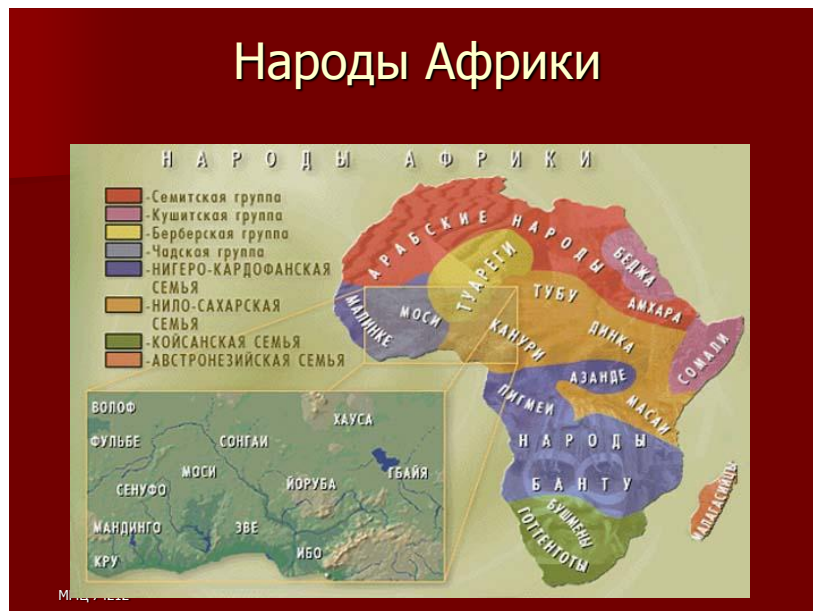 Народы Африки
НАРОДЫ АФРИКИ
-Семитская группа
-Кушитская группа
-Берберская группа
-Чадская группа
-НИГЕРО-КАРДОФАНСКАЯ
СЕМЬЯ
-НИЛО-САХАРСКАЯ
СЕМЬЯ
-КОЙСАНСКАЯ СЕМЬЯ
-АВСТРОНЕЗИЙСКАЯ СЕМЬЯ
АРАБСКИЕ НАРОДЫ
БЕДЖА
ТУАРЕГИ
ТУБУ
АМХАРА
МАЛИНКЕ
МОСИ
КАНУРИ
ДИНКА
СОМАЛИ
АЗАНДЕ
ПИГМЕИ
МАСАИ
НАРОДЫ
БАНТУ
БУШМЕНЫ
ГОТТЕНТОТЫ
МАЛАГАСИЙЦЫ
ВОЛОФ
ХАУСА
ФУЛЬБЕ
СОНГАИ
МОСИ
ГБАЙЯ
СЕНУФО
ЙОРУБА
МАНДИНГО
ЭВЕ
ИБО
КРУ